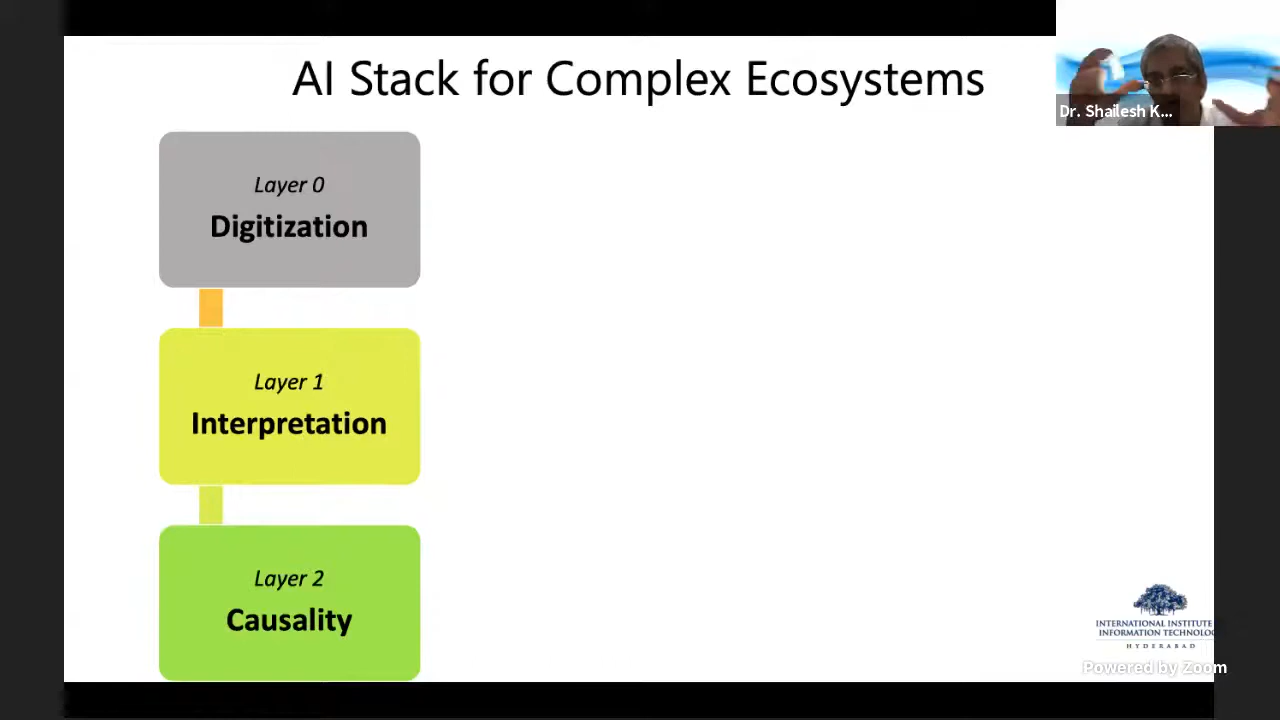 AI Stack for Complex Ecosystems
Dr. Shailesh K...
Layer 0
Digitization
Layer 1
Interpretation
Layer 2
Causality
INTERNATIONAL INSTITUTE
INFORMATION TECHNOLO
HYDERABAD
Powered by Zoom